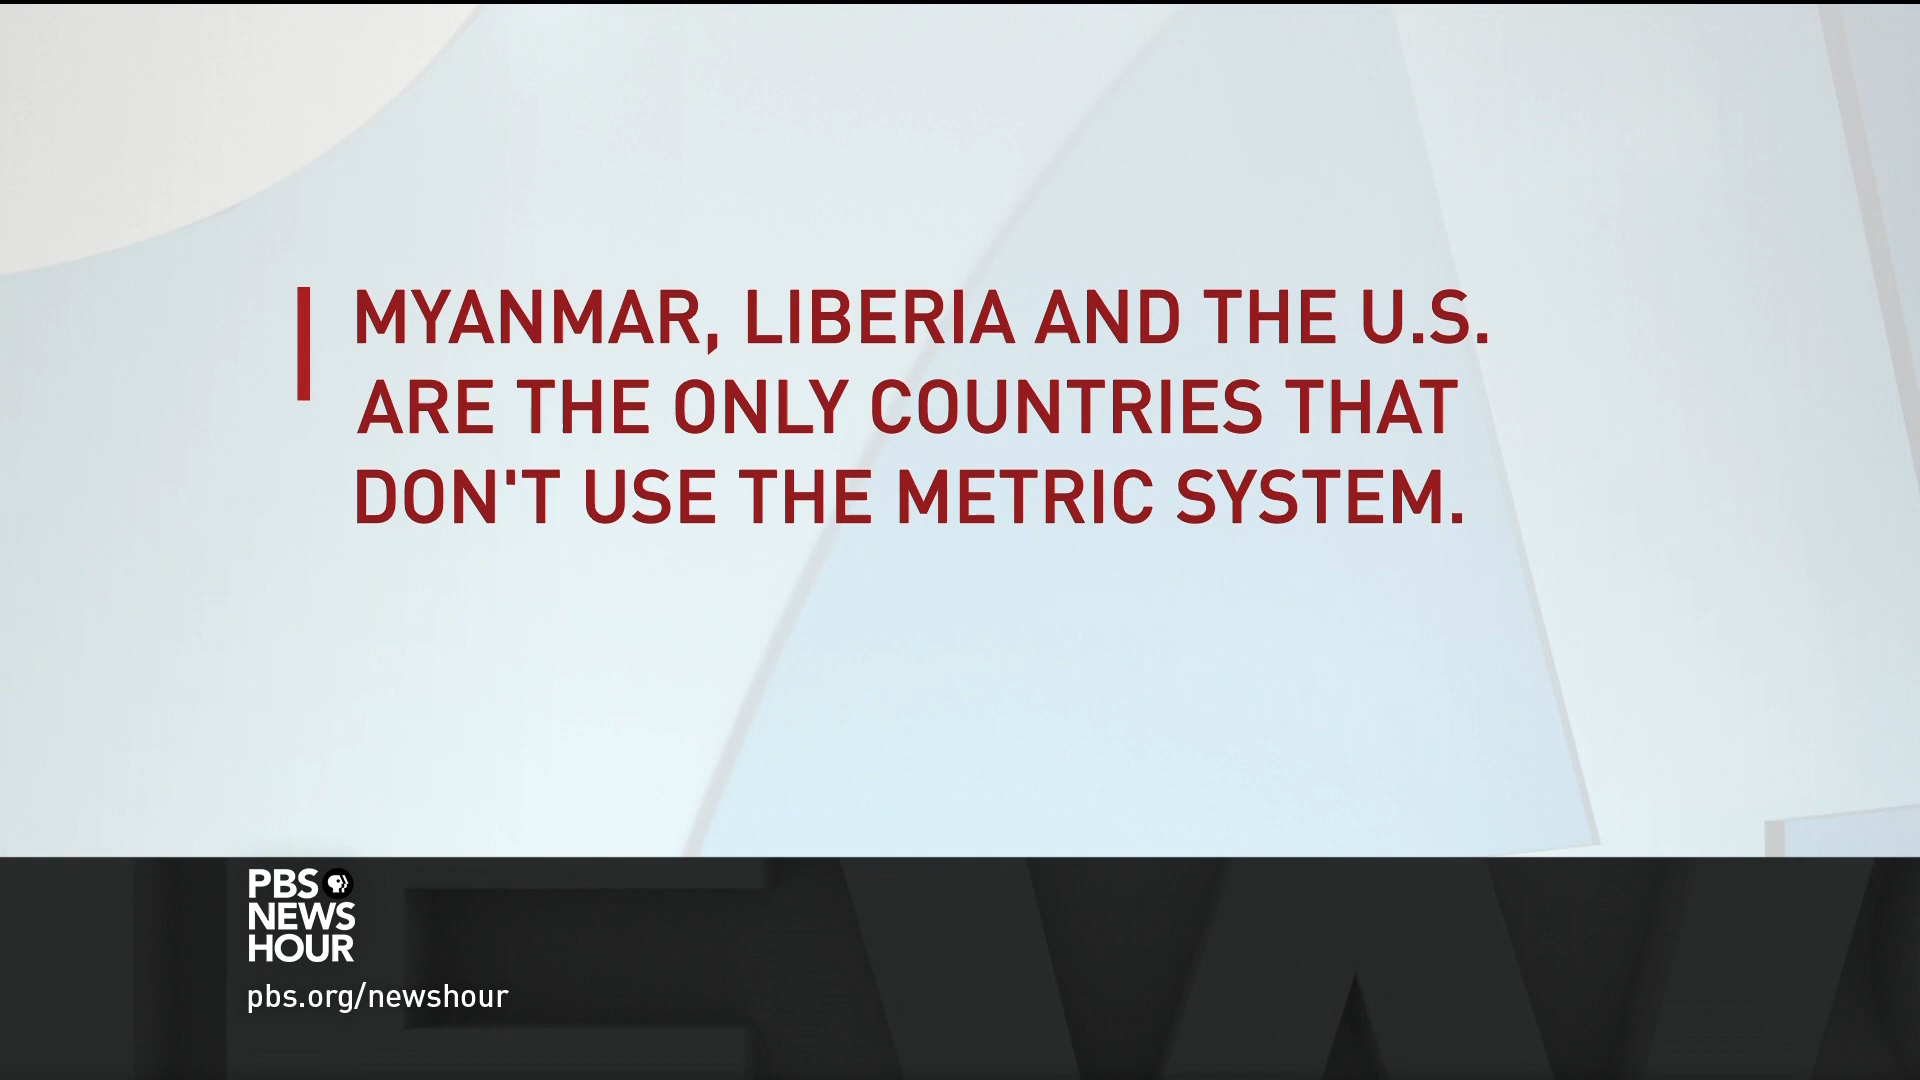 MYANMAR, LIBERIA AND THE U.S.
ARE THE ONLY COUNTRIES THAT
DON'T USE THE METRIC SYSTEM.
PBS
NEWS
HOUR
pbs.org/newshour